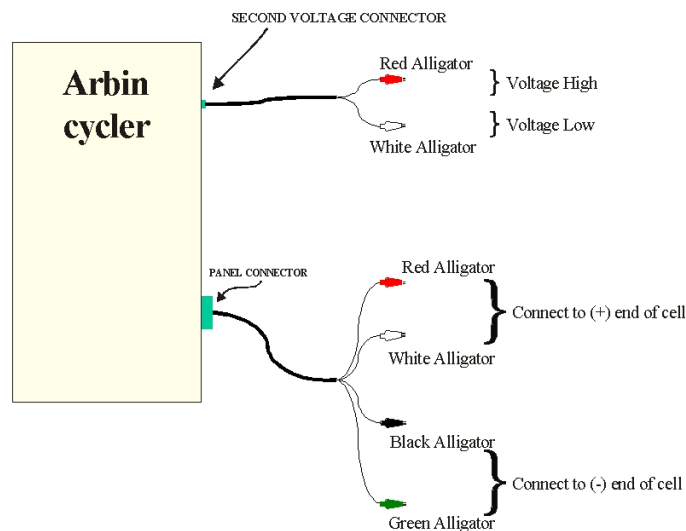 SECOND VOLTAGE CONNECTOR
Arbin
cycler
Red Alligator
} Voltage High
} Voltage Low
White Alligator
PANEL CONNECTOR
Red Alligator
} Connect to (+) end of cell
White Alligator
Black Alligator
} Connect to (-) end of cell
Green Alligator